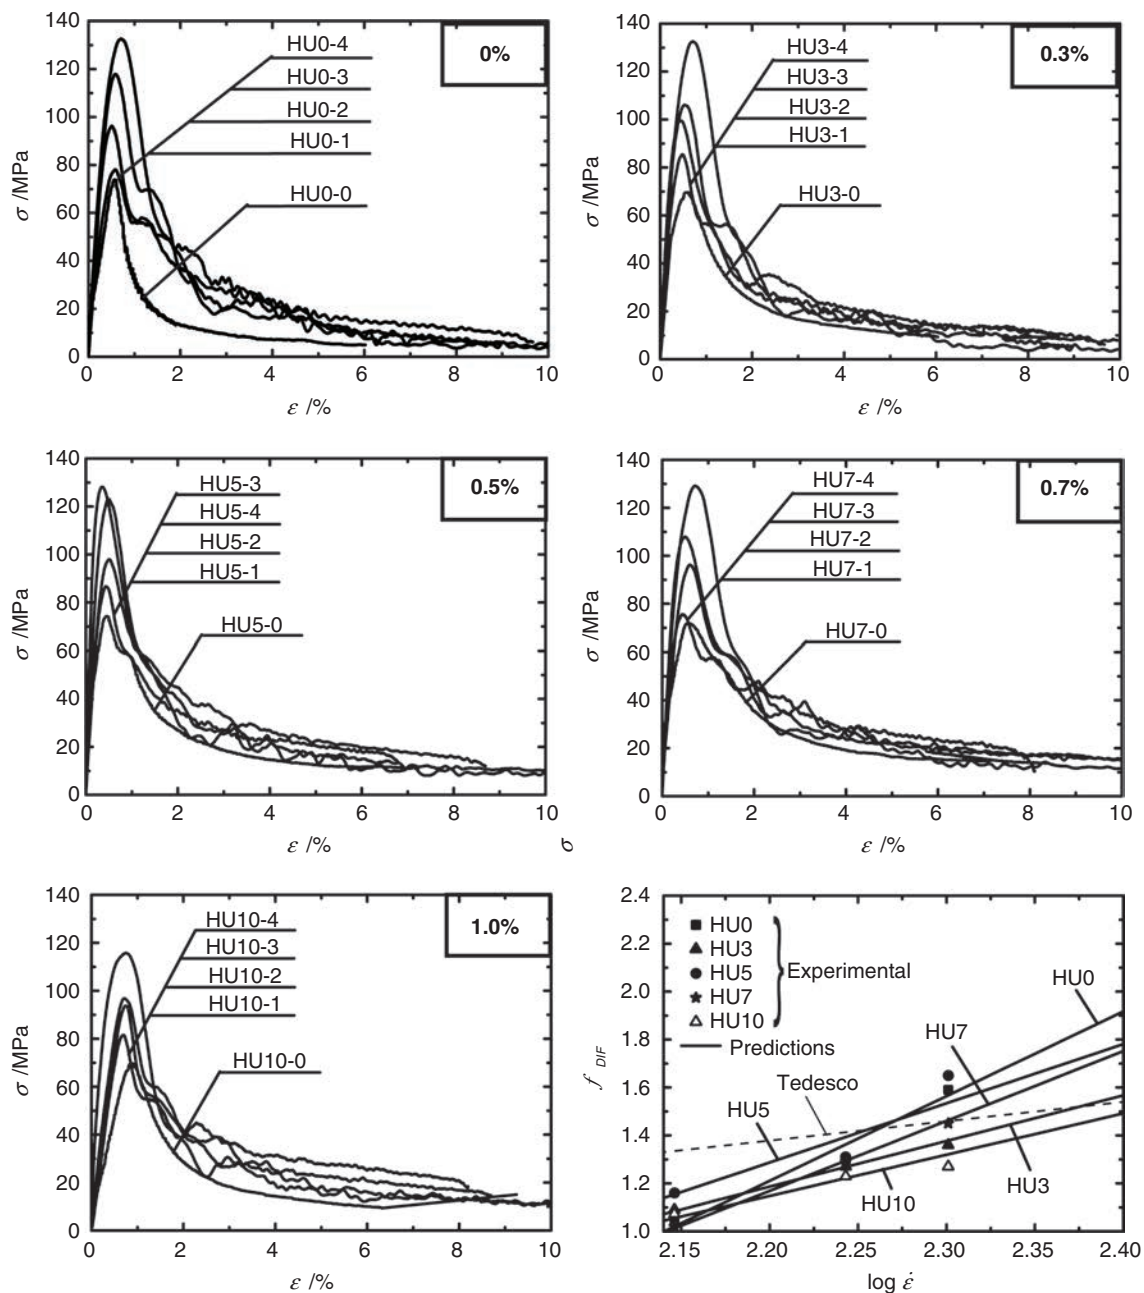 140
120
100
80
60
40
20
0
σ /MPa
0%
HU0-4
HU0-3
HU0-2
HU0-1
HU0-0
0 2 4 6 8 10
ε /%
140
120
100
80
60
40
20
0
σ /MPa
0.3%
HU3-4
HU3-3
HU3-2
HU3-1
HU3-0
0 2 4 6 8 10
ε /%
140
120
100
80
60
40
20
0
σ /MPa
0.5%
HU5-3
HU5-4
HU5-2
HU5-1
HU5-0
0 2 4 6 8 10
ε /%
σ
140
120
100
80
60
40
20
0
σ /MPa
0.7%
HU7-4
HU7-3
HU7-2
HU7-1
HU7-0
0 2 4 6 8 10
ε /%
140
120
100
80
60
40
20
0
σ /MPa
1.0%
HU10-4
HU10-3
HU10-2
HU10-1
HU10-0
0 2 4 6 8 10
ε /%
2.4
2.2
2.0
1.8
1.6
1.4
1.2
1.0
f DIF
HU0
HU3
HU5
HU7
HU10
Experimental
Predictions
Tedesco
HU0
HU7
HU5
HU3
HU10
2.15 2.20 2.25 2.30 2.35 2.40
log ε̇